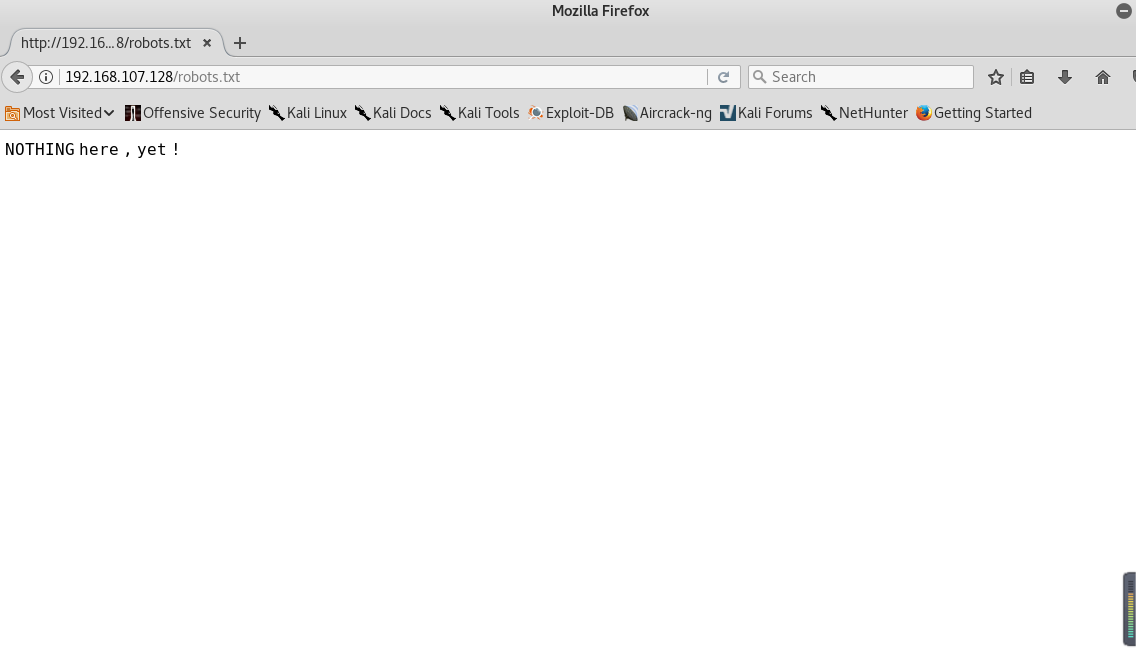 Mozilla Firefox
http://192.16...8/robots.txt
192.168.107.128/robots.txt
Search
Most Visited Offensive Security Kali Linux Kali Docs Kali Tools Exploit-DB Aircrack-ng Kali Forums NetHunter Getting Started
NOTHING here , yet !